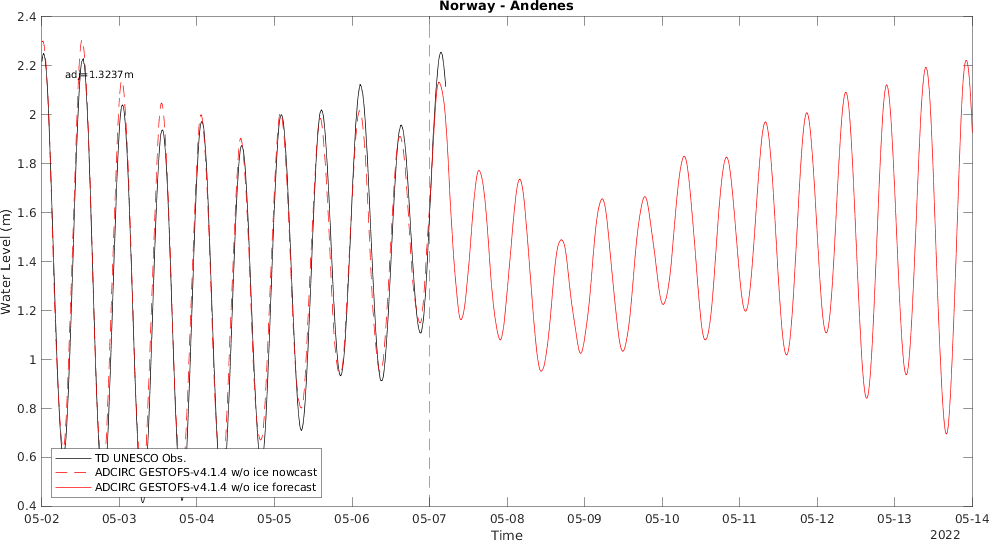 Norway - Andenes
2.4
2.2
2
1.8
1.6
1.4
1.2
1
0.8
0.6
0.4
Water Level (m)
adj=1.3237m
TD UNESCO Obs.
ADCIRC GESTOFS-v4.1.4 w/o ice nowcast
ADCIRC GESTOFS-v4.1.4 w/o ice forecast
05-02 05-03 05-04 05-05 05-06 05-07 05-08 05-09 05-10 05-11 05-12 05-13 05-14
Time
2022